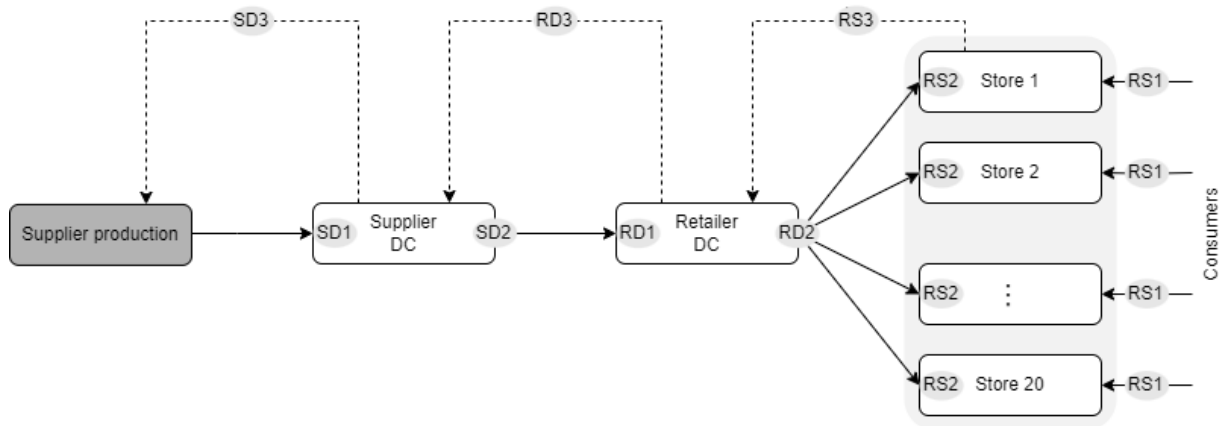 SD3
RD3
RS3
RS2
Store 1
RS1
RS2
Store 2
RS1
Supplier production
SD1
Supplier
DC
SD2
RD1
Retailer
DC
RD2
Consumers
RS2
⋮
RS1
RS2
Store 20
RS1